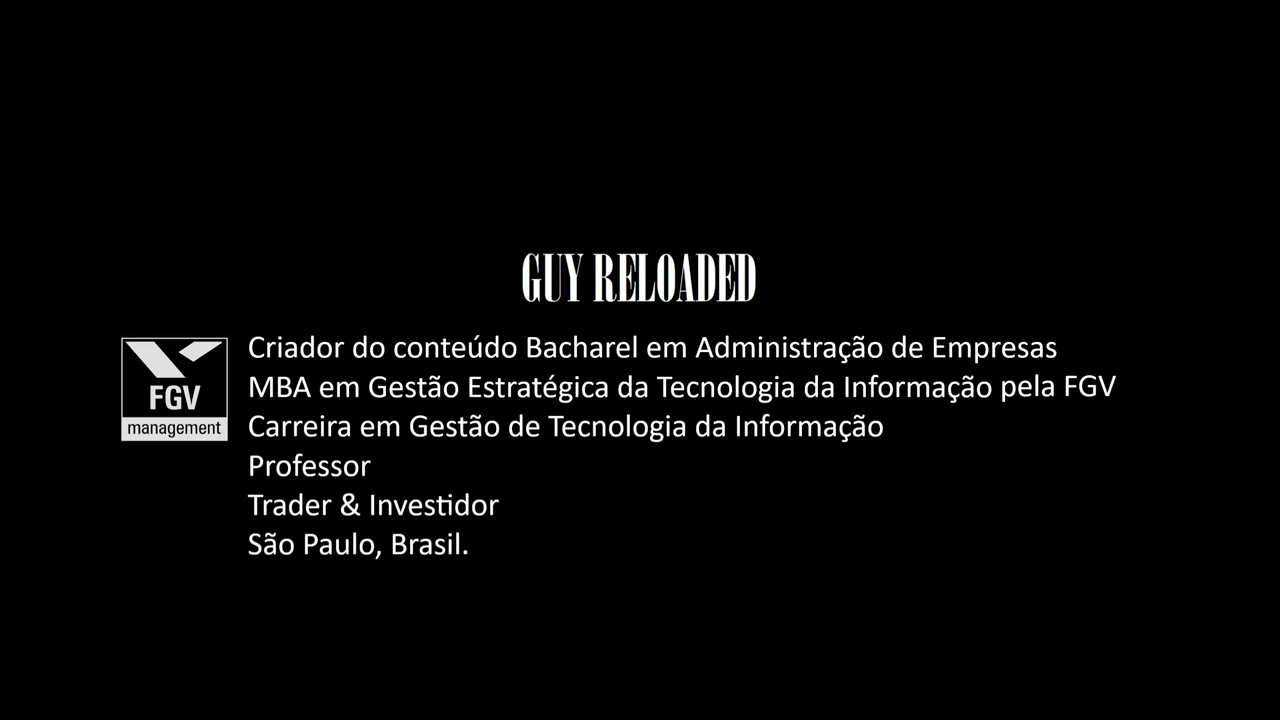 GUY RELOADED
Criador do conteúdo Bacharel em Administração de Empresas
MBA em Gestão Estratégica da Tecnologia da Informação pela FGV
Carreira em Gestão de Tecnologia da Informação
Professor
Trader & Investidor
São Paulo, Brasil.
FGV
management